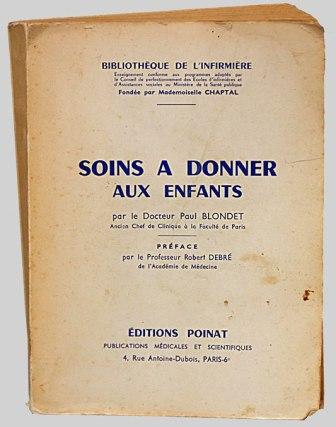 BIBLIOTHÈQUE DE L'INFIRMIÈRE
Enseignement conforme aux programmes adoptés par
le Conseil de perfectionnement des Ecoles d'infirmières et
d'Assistantes sociales au Ministère de la Santé publique
Fondée par Mademoiselle CHAPTAL
SOINS A DONNER
AUX ENFANTS
par le Docteur Paul BLONDET
Ancien Chef de Clinique à la Faculté de Paris
PRÉFACE
par le Professeur Robert DEBRÉ
de l'Académie de Médecine
ÉDITIONS POINAT
PUBLICATIONS MÉDICALES ET SCIENTIFIQUES
4, Rue Antoine-Dubois, PARIS-6e